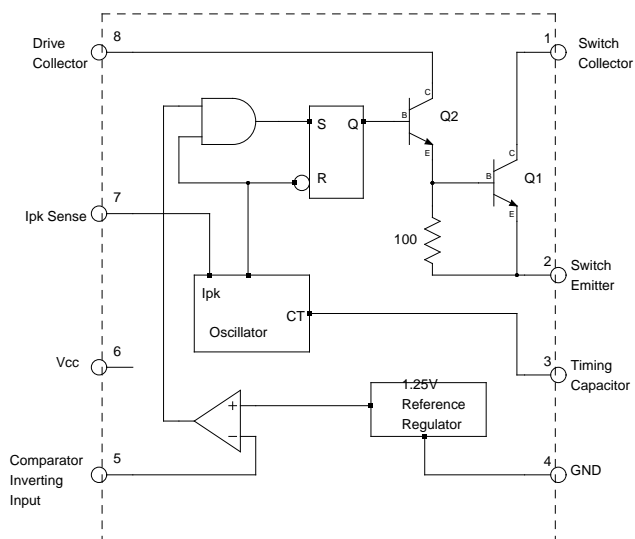 Drive
Collector
8
1
Switch
Collector
C
B
Q2
E
S
Q
R
C
B
Q1
E
7
Ipk Sense
100
2
Switch
Emitter
Ipk
CT
Oscillator
6
Vcc
3
Timing
Capacitor
1.25V
Reference
Regulator
+
−
5
Comparator
Inverting
Input
4
GND